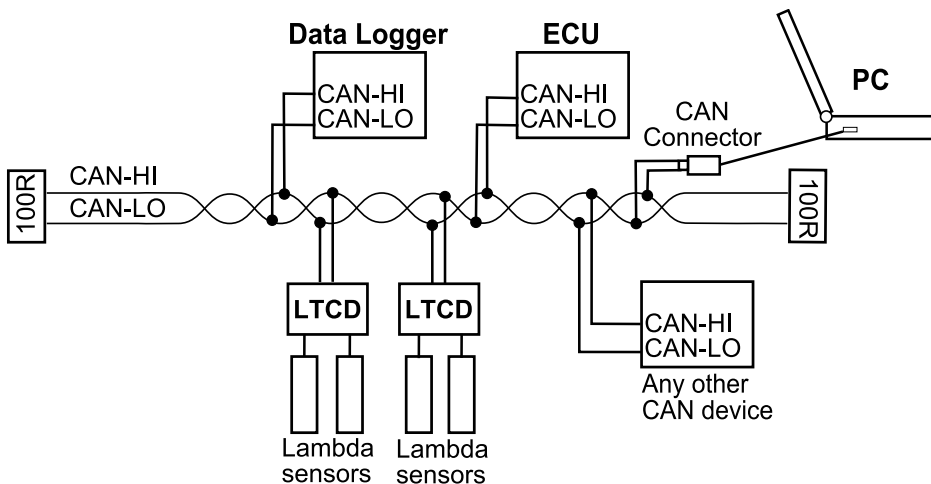 Data Logger
CAN-HI
CAN-LO
ECU
CAN-HI
CAN-LO
PC
CAN
Connector
100R
CAN-HI
CAN-LO
100R
LTCD
LTCD
CAN-HI
CAN-LO
Any other
CAN device
Lambda
sensors
Lambda
sensors